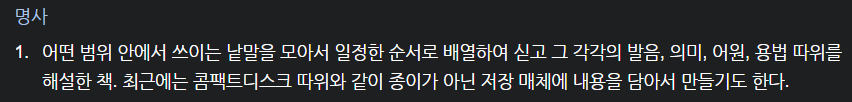 명사
1. 어떤 범위 안에서 쓰이는 낱말을 모아서 일정한 순서로 배열하여 싣고 그 각각의 발음, 의미, 어원, 용법 따위를
해설한 책. 최근에는 콤팩트디스크 따위와 같이 종이가 아닌 저장 매체에 내용을 담아서 만들기도 한다.